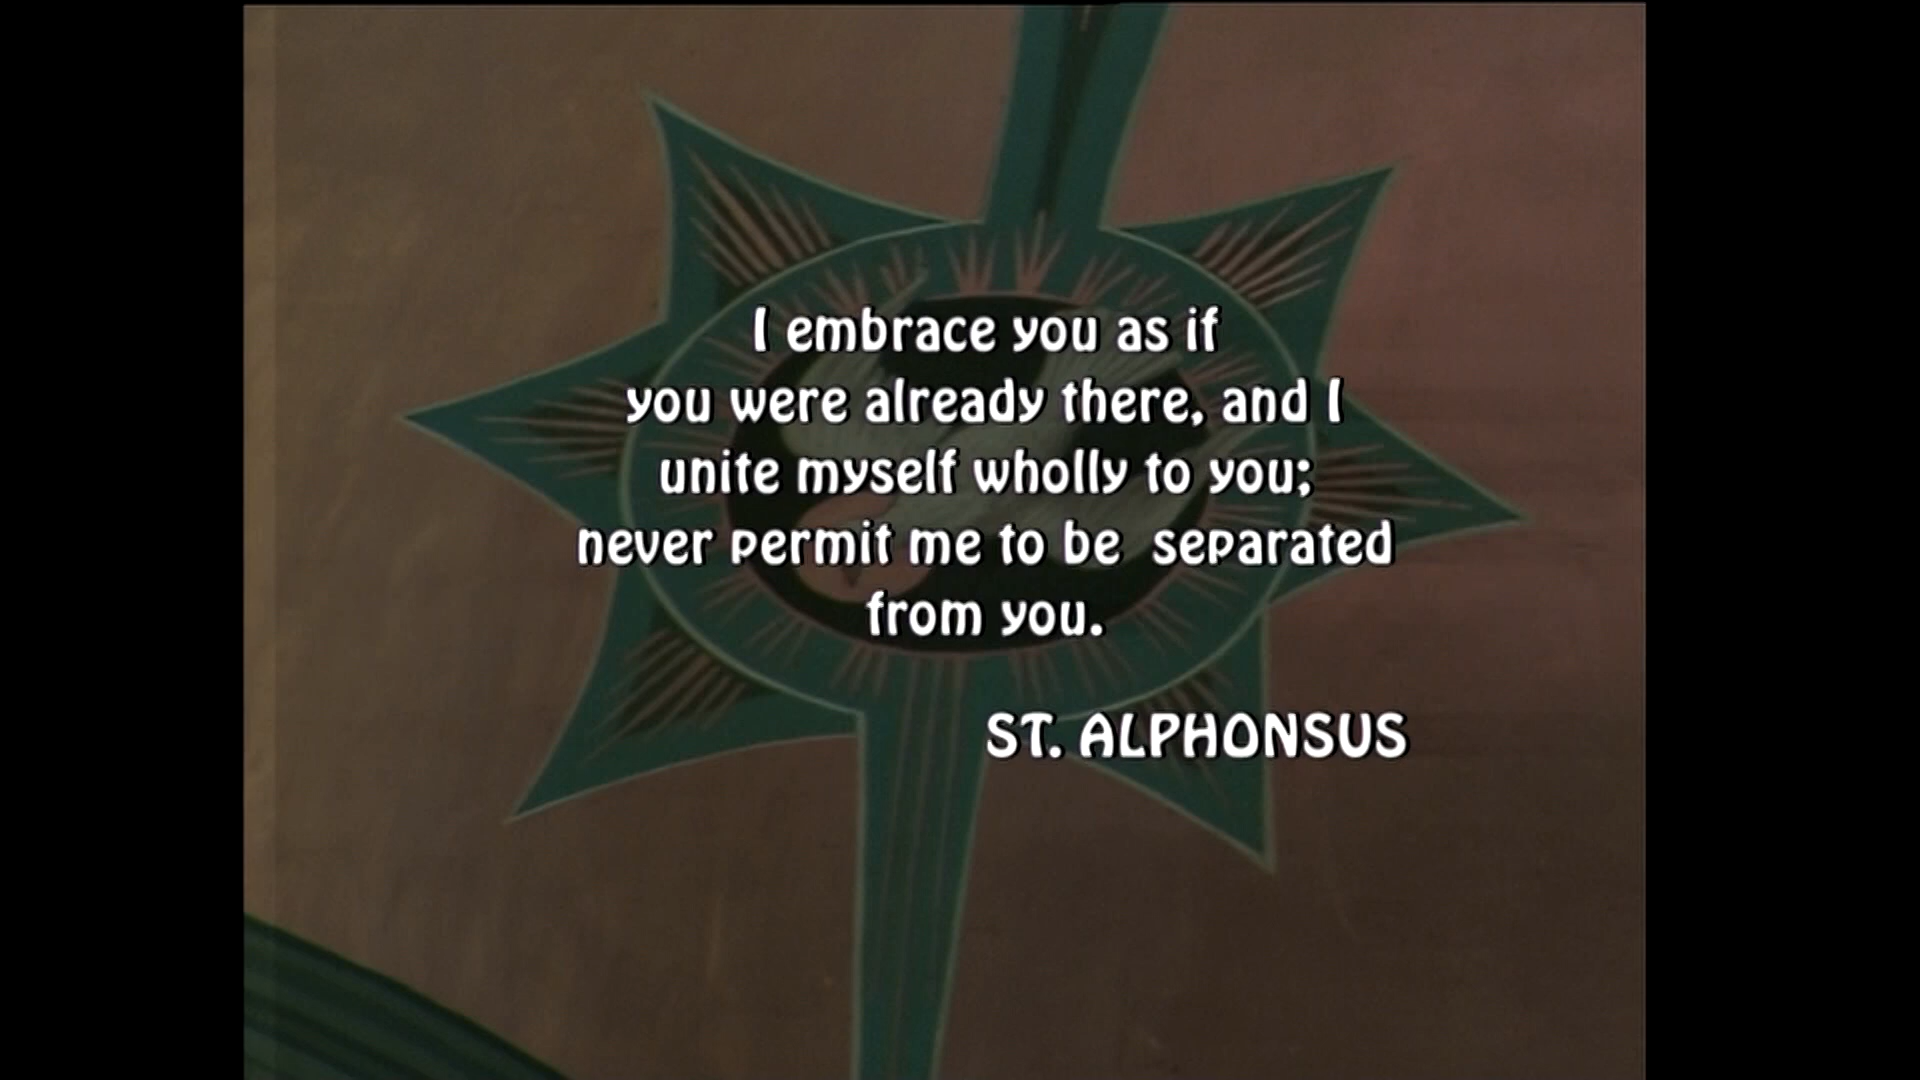 I embrace you as if
you were already there, and I
unite myself wholly to you;
never permit me to be separated
from you.
ST. ALPHONSUS